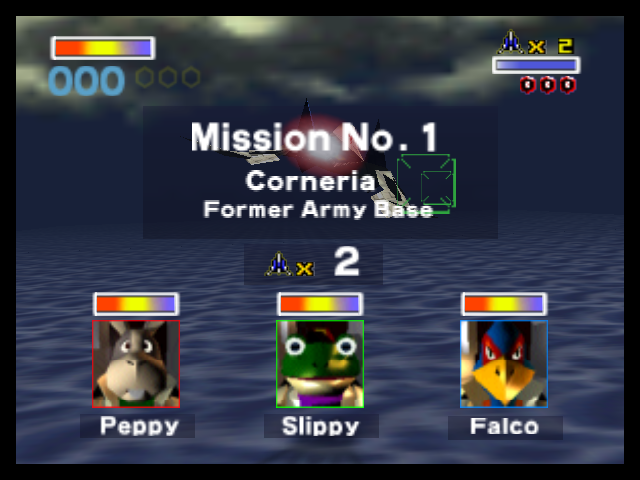 x 2
000
Mission No. 1
Corneria
Former Army Base
x 2
Peppy
Slippy
Falco